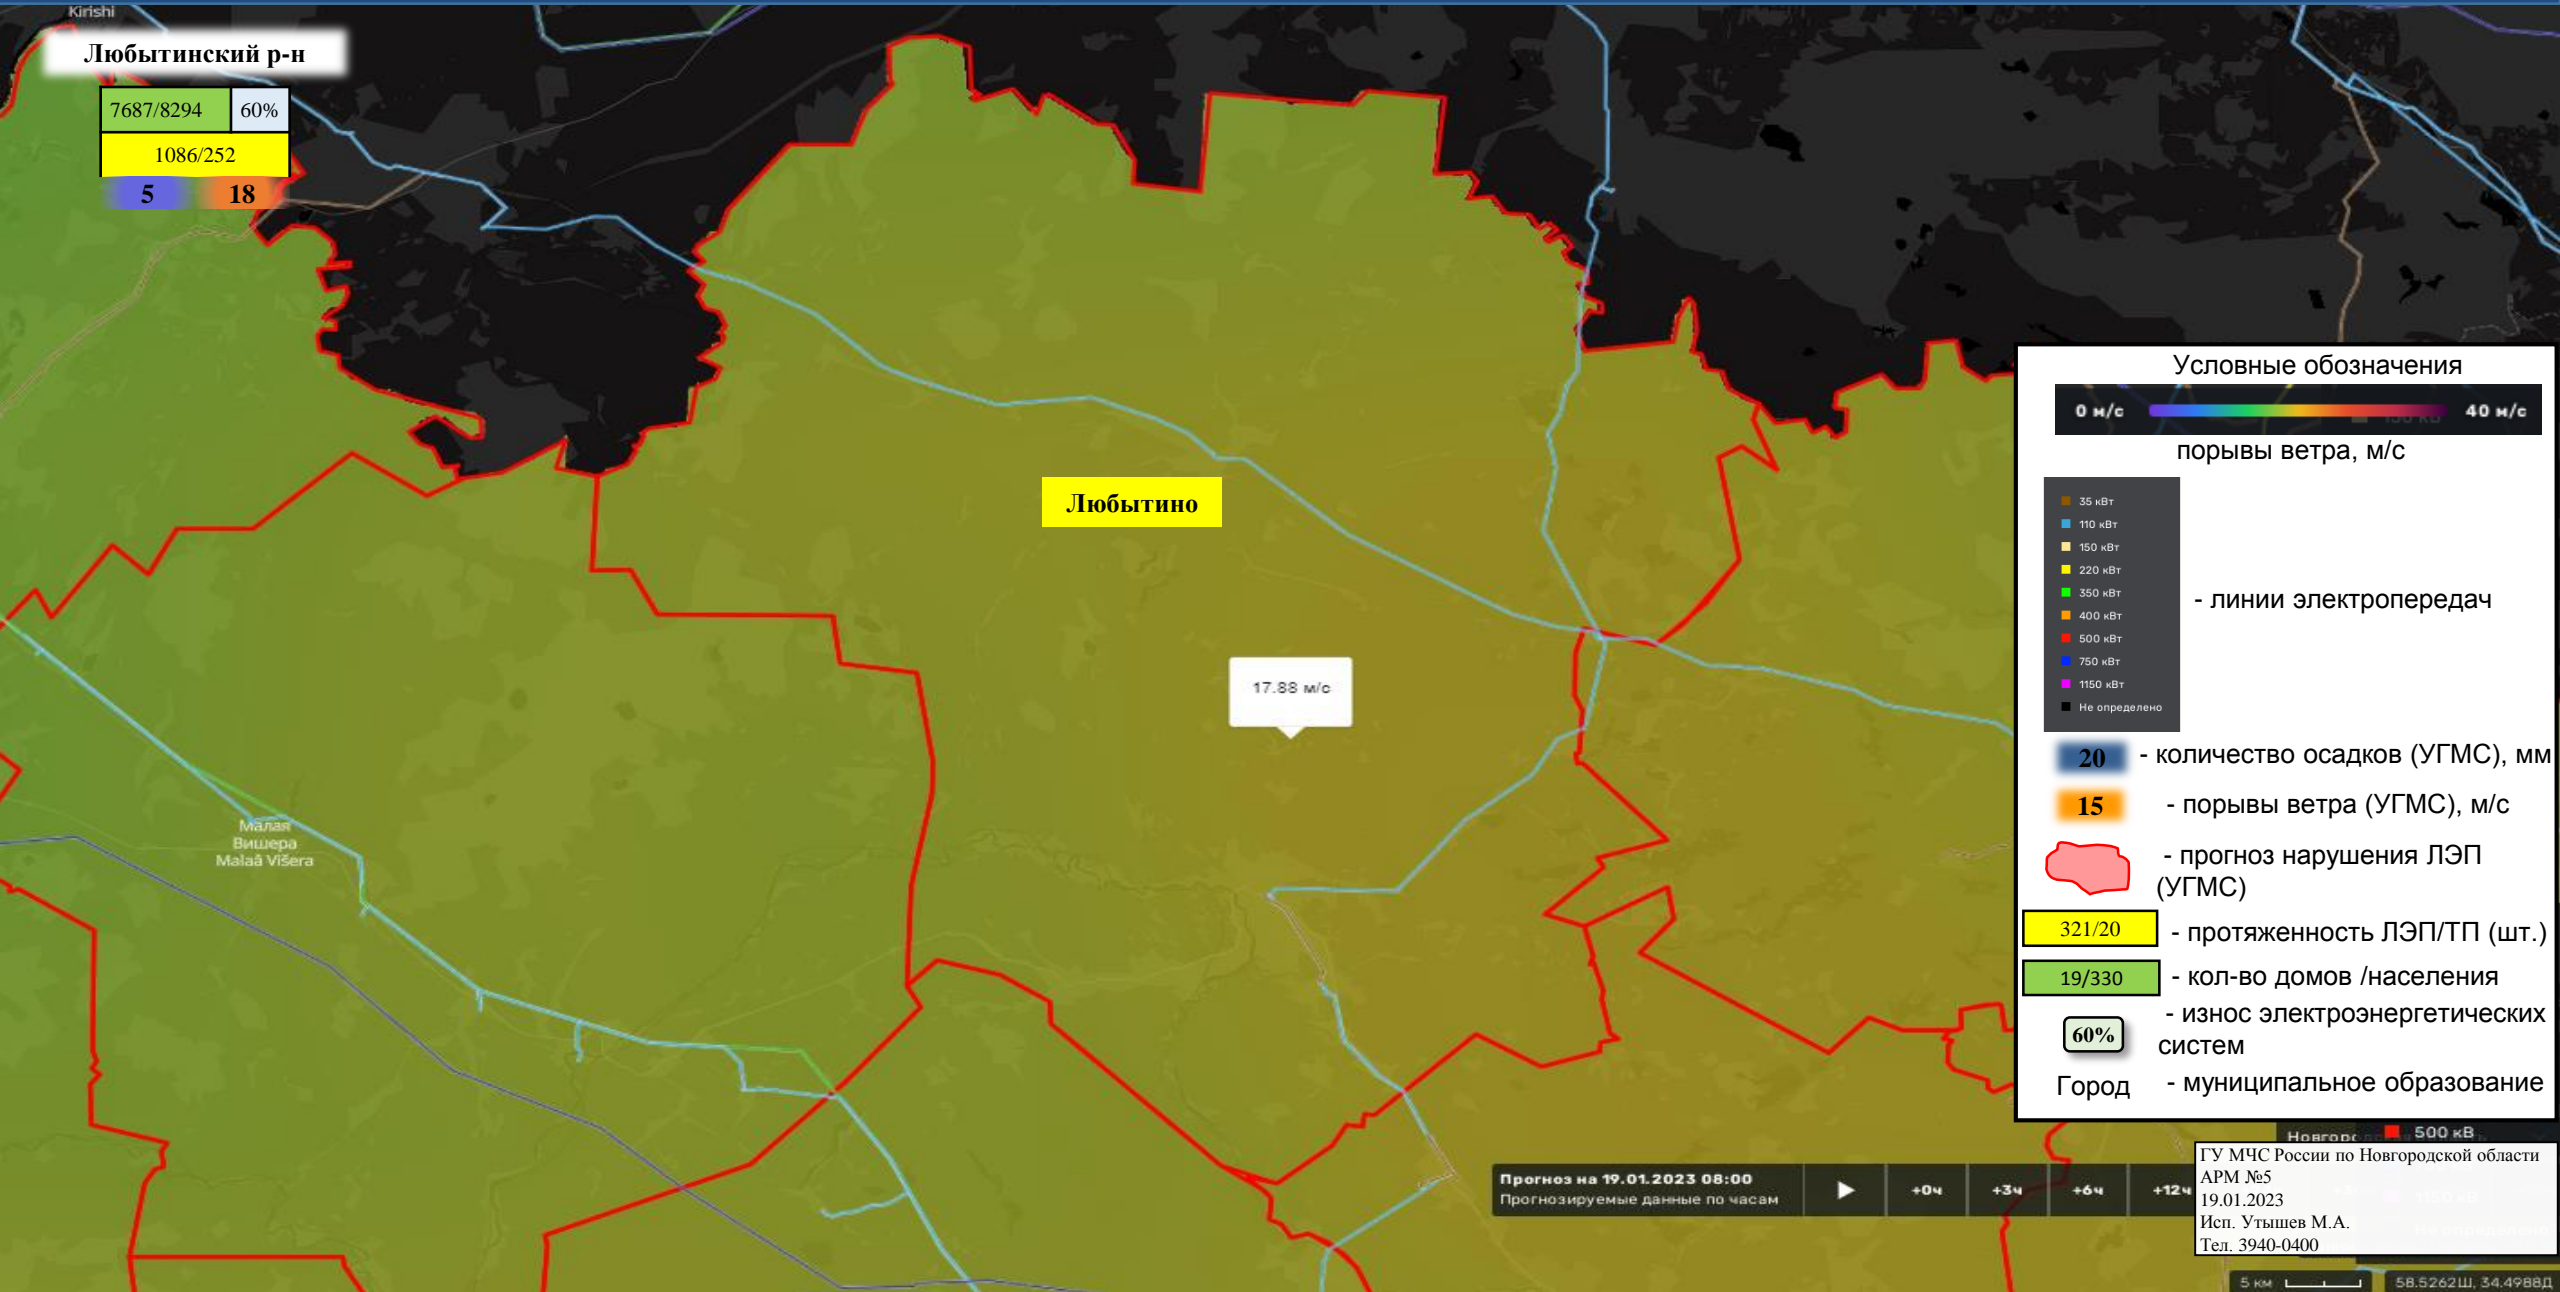 Kirishi
Любытинский р-н
7687/8294 60%
1086/252
5 18
Любытино
17.88 м/с
Малая
Вишера
Malaâ Višera
Условные обозначения
0 м/с 40 м/с
порывы ветра, м/с
35 кВт
110 кВт
150 кВт
220 кВт
350 кВт
400 кВт
500 кВт
750 кВт
1150 кВт
Не определено
- линии электропередач
20 - количество осадков (УГМС), мм
15 - порывы ветра (УГМС), м/с
- прогноз нарушения ЛЭП
(УГМС)
321/20 - протяженность ЛЭП/ТП (шт.)
19/330 - кол-во домов /населения
- износ электроэнергетических
60% систем
Город - муниципальное образование
500 кВ
Прогноз на 19.01.2023 08:00
Прогнозируемые данные по часам
+0ч +3ч +6ч +12ч
ГУ МЧС России по Новгородской области
АРМ №5
19.01.2023
Исп. Утышев М.А.
Тел. 3940-0400
5 км 58.5262Ш, 34.4988Д